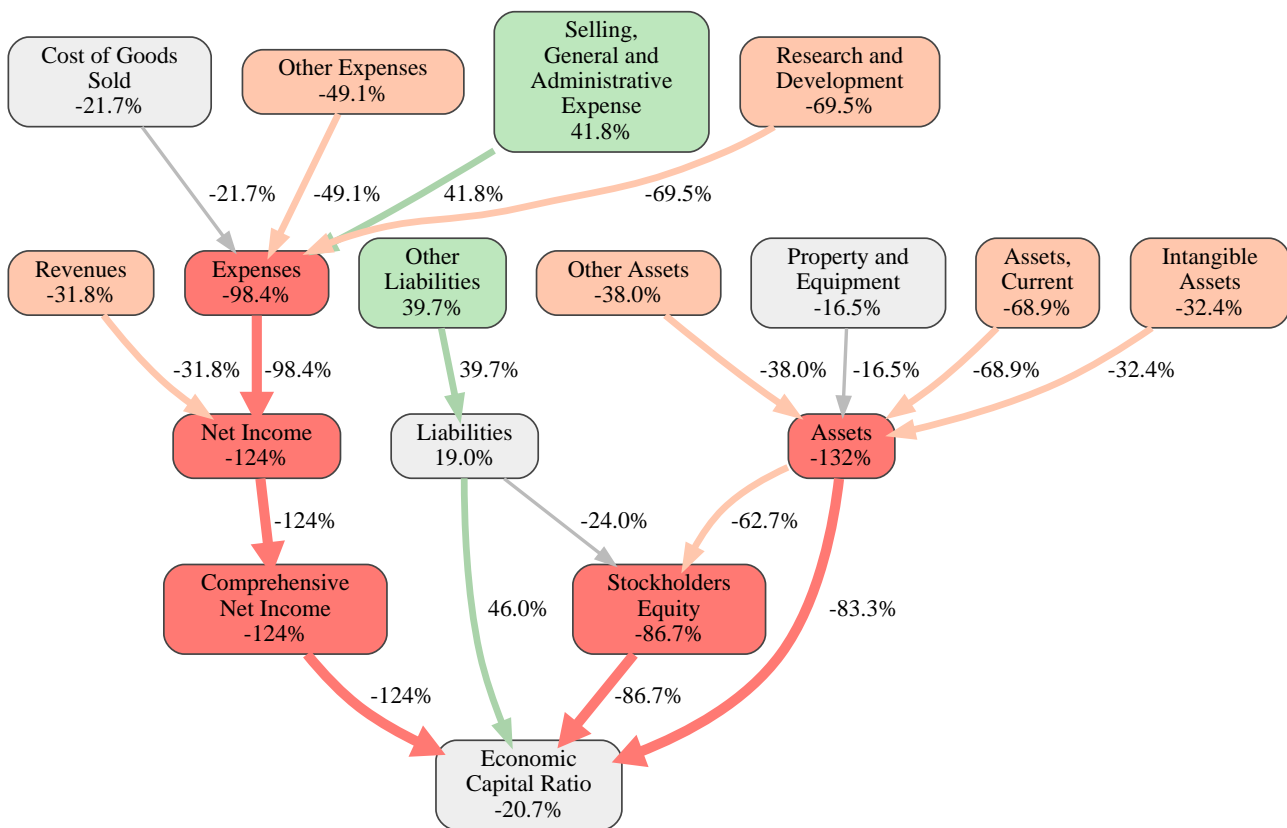 Cost of Goods
Sold
-21.7%
Other Expenses
-49.1%
Selling,
General and
Administrative
Expense
41.8%
Research and
Development
-69.5%
-21.7%
-49.1%
41.8%
-69.5%
Revenues
-31.8%
Expenses
-98.4%
Other
Liabilities
39.7%
Other Assets
-38.0%
Property and
Equipment
-16.5%
Assets,
Current
-68.9%
Intangible
Assets
-32.4%
-31.8%
-98.4%
39.7%
-38.0%
-16.5%
-68.9%
-32.4%
Net Income
-124%
Liabilities
19.0%
Assets
-132%
-124%
-24.0%
-62.7%
Comprehensive
Net Income
-124%
46.0%
Stockholders
Equity
-86.7%
-83.3%
-124%
-86.7%
Economic
Capital Ratio
-20.7%